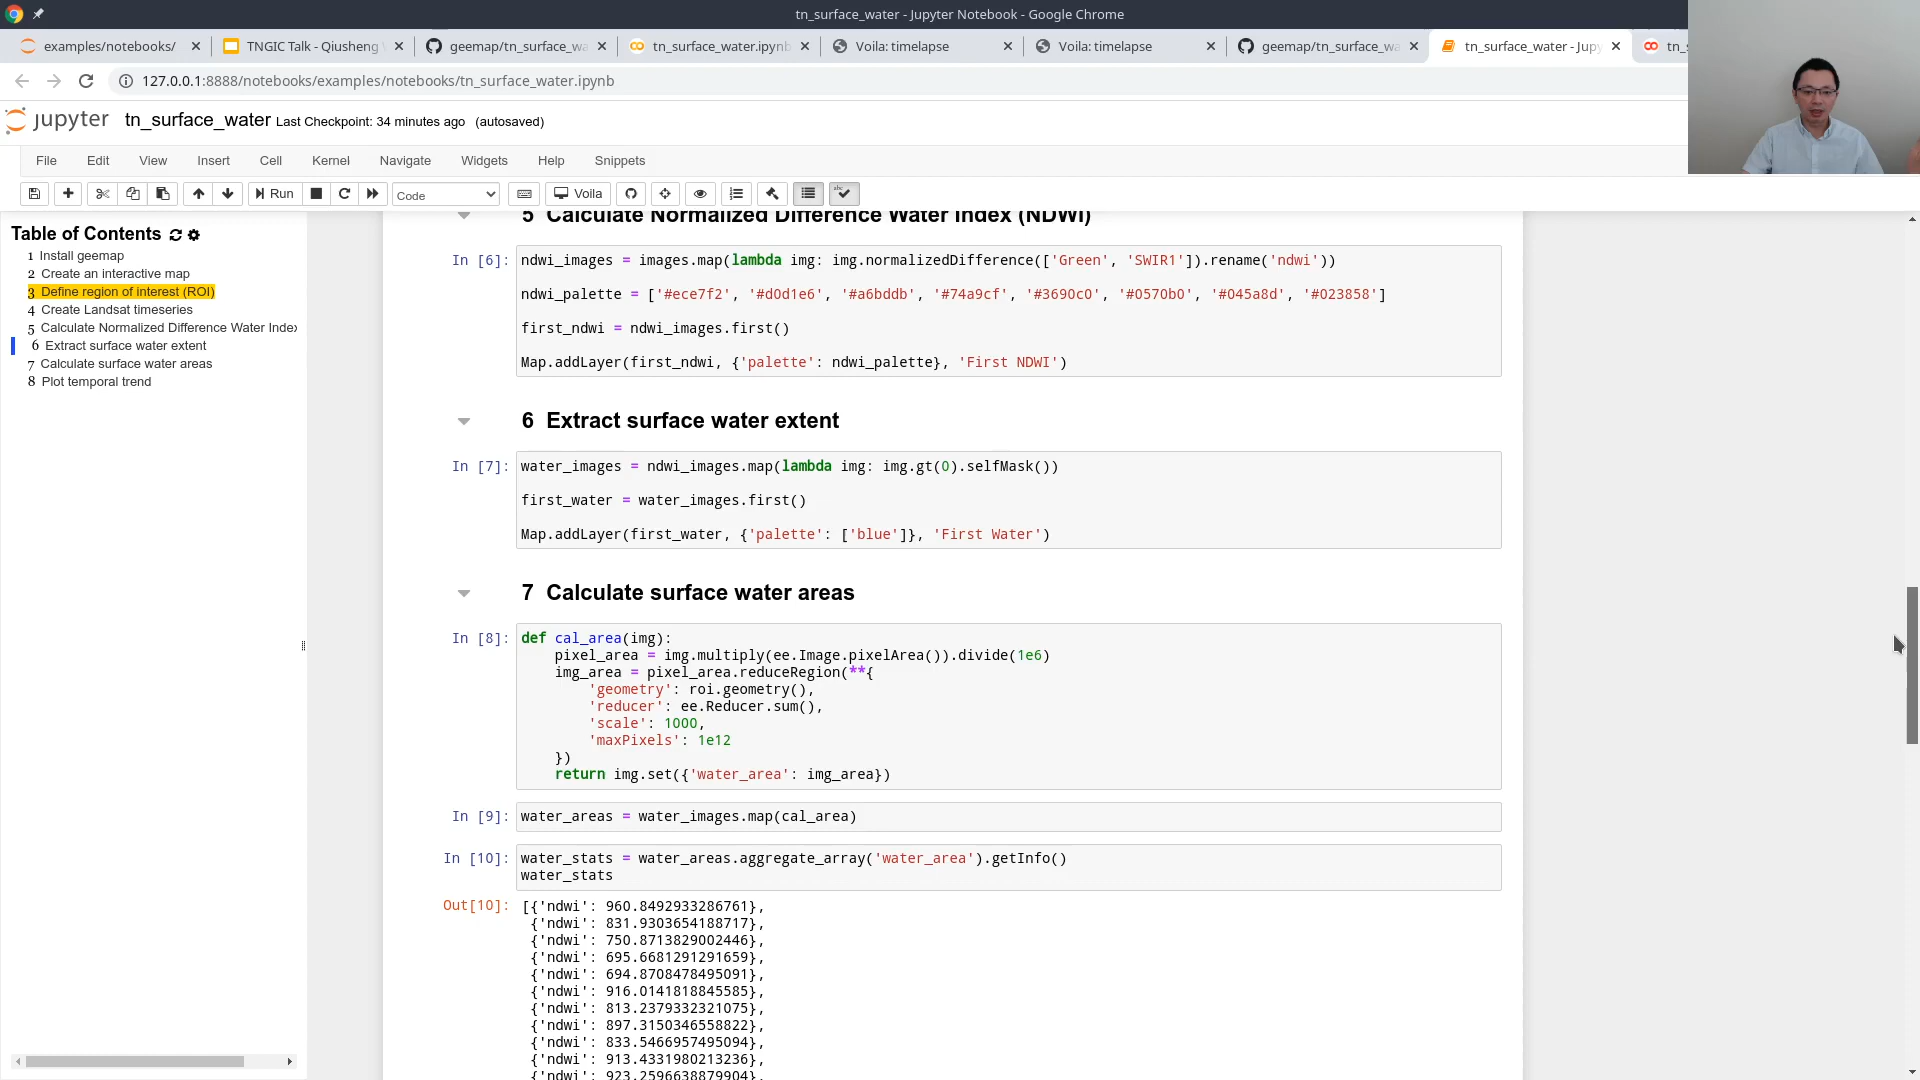 tn_surface_water - Jupyter Notebook - Google Chrome
examples/notebooks/
TNGIC Talk - Qiusheng
geemap/tn_surface_wa
tn_surface_water.ipynb
Voila: timelapse
Voila: timelapse
geemap/tn_surface_wa
tn_surface_water - Jupy
tn_s
127.0.0.1:8888/notebooks/examples/notebooks/tn_surface_water.ipynb
jupyter tn_surface_water Last Checkpoint: 34 minutes ago (autosaved)
File Edit View Insert Cell Kernel Navigate Widgets Help Snippets
Run Code Voila
Table of Contents
1 Install geemap
2 Create an interactive map
3 Define region of interest (ROI)
4 Create Landsat timeseries
5 Calculate Normalized Difference Water Index
6 Extract surface water extent
7 Calculate surface water areas
8 Plot temporal trend
5 Calculate Normalized Difference Water Index (NDWI)
In [6]: ndwi_images = images.map(lambda img: img.normalizedDifference(['Green', 'SWIR1']).rename('ndwi'))
ndwi_palette = ['#ece7f2', '#d0d1e6', '#a6bddb', '#74a9cf', '#3690c0', '#0570b0', '#045a8d', '#023858']
first_ndwi = ndwi_images.first()
Map.addLayer(first_ndwi, {'palette': ndwi_palette}, 'First NDWI')
6 Extract surface water extent
In [7]: water_images = ndwi_images.map(lambda img: img.gt(0).selfMask())
first_water = water_images.first()
Map.addLayer(first_water, {'palette': ['blue']}, 'First Water')
7 Calculate surface water areas
In [8]: def cal_area(img):
pixel_area = img.multiply(ee.Image.pixelArea()).divide(1e6)
img_area = pixel_area.reduceRegion(**{
'geometry': roi.geometry(),
'reducer': ee.Reducer.sum(),
'scale': 1000,
'maxPixels': 1e12
})
return img.set({'water_area': img_area})
In [9]: water_areas = water_images.map(cal_area)
In [10]: water_stats = water_areas.aggregate_array('water_area').getInfo()
water_stats
Out[10]: [{'ndwi': 960.8492933286761},
{'ndwi': 831.9303654188717},
{'ndwi': 750.8713829002446},
{'ndwi': 695.6681291291659},
{'ndwi': 694.8708478495091},
{'ndwi': 916.0141818845585},
{'ndwi': 813.2379332321075},
{'ndwi': 897.3150346558822},
{'ndwi': 833.5466957495094},
{'ndwi': 913.4331980213236},
{'ndwi': 923.2596638879904},